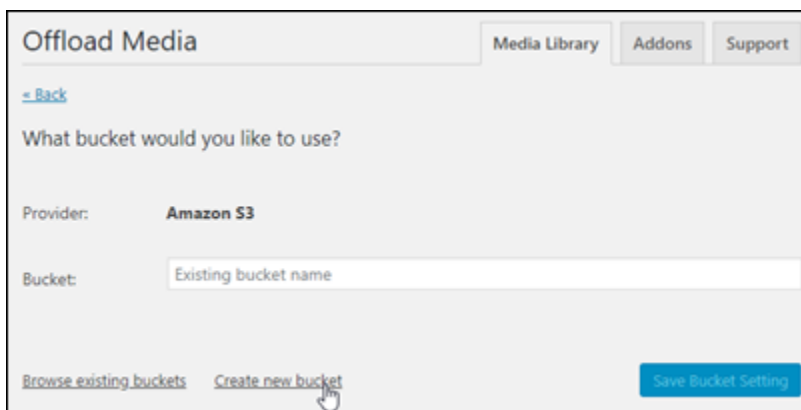 Offload Media
Media Library Addons Support
« Back
What bucket would you like to use?
Provider: Amazon S3
Bucket: Existing bucket name
Browse existing buckets Create new bucket Save Bucket Setting